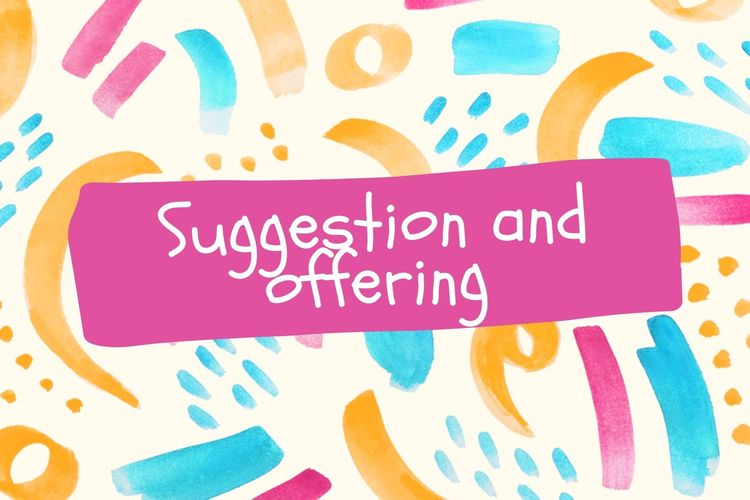 Suggestion and
offering